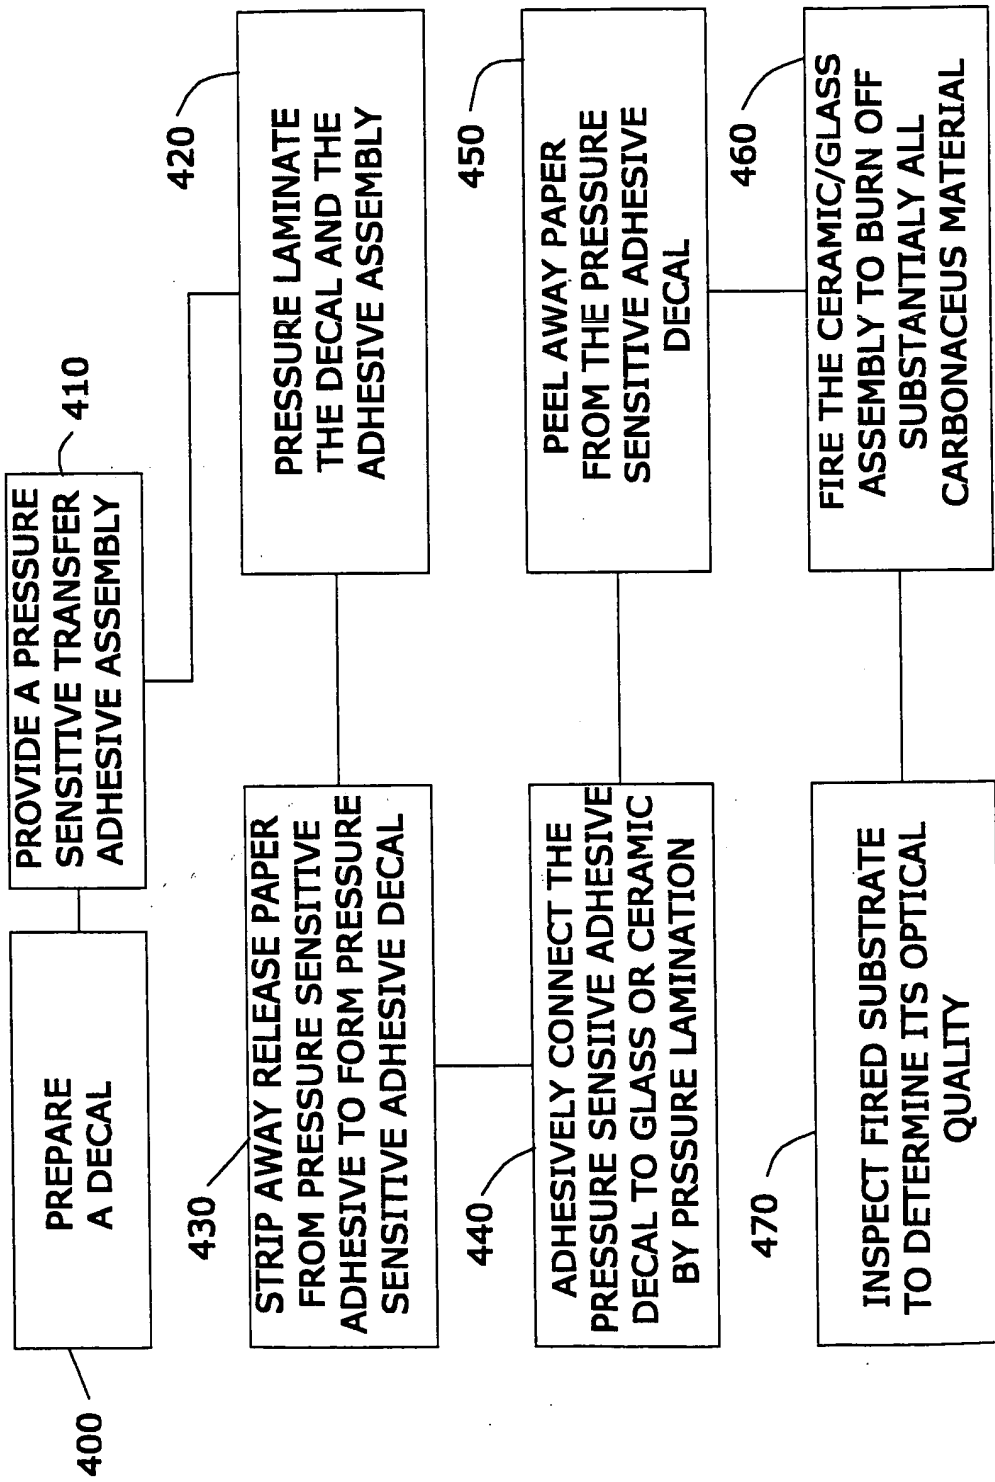 400
PREPARE
A DECAL
PROVIDE A PRESSURE
SENSITIVE TRANSFER
ADHESIVE ASSEMBLY
410
420
PRESSURE LAMINATE
THE DECAL AND THE
ADHESIVE ASSEMBLY
430
STRIP AWAY RELEASE PAPER
FROM PRESSURE SENSITIVE
ADHESIVE TO FORM PRESSURE
SENSITIVE ADHESIVE DECAL
440
ADHESIVELY CONNECT THE
PRESSURE SENSIIVE ADHESIVE
DECAL TO GLASS OR CERAMIC
BY PRSSURE LAMINATION
450
PEEL AWAY PAPER
FROM THE PRESSURE
SENSITIVE ADHESIVE
DECAL
460
FIRE THE CERAMIC/GLASS
ASSEMBLY TO BURN OFF
SUBSTANTIALY ALL
CARBONACEUS MATERIAL
470
INSPECT FIRED SUBSTRATE
TO DETERMINE ITS OPTICAL
QUALITY